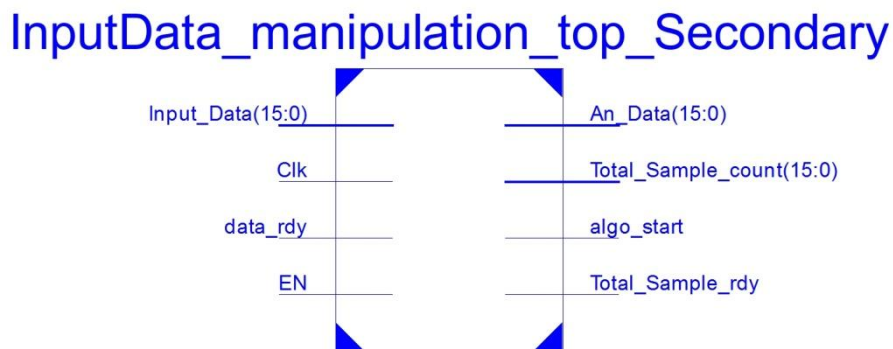 InputData_manipulation_top_Secondary
Input_Data(15:0) An_Data(15:0)
Clk Total_Sample_count(15:0)
data_rdy algo_start
EN Total_Sample_rdy